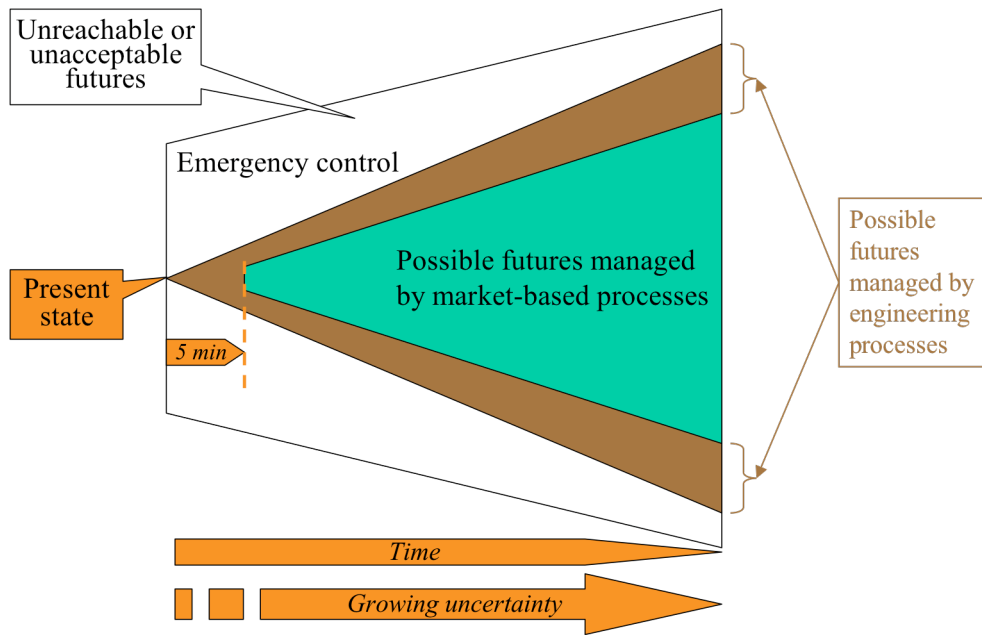 Unreachable or
unacceptable
futures
Emergency control
Present
state
5 min
Possible futures managed
by market-based processes
Possible
futures
managed by
engineering
processes
Time
Growing uncertainty